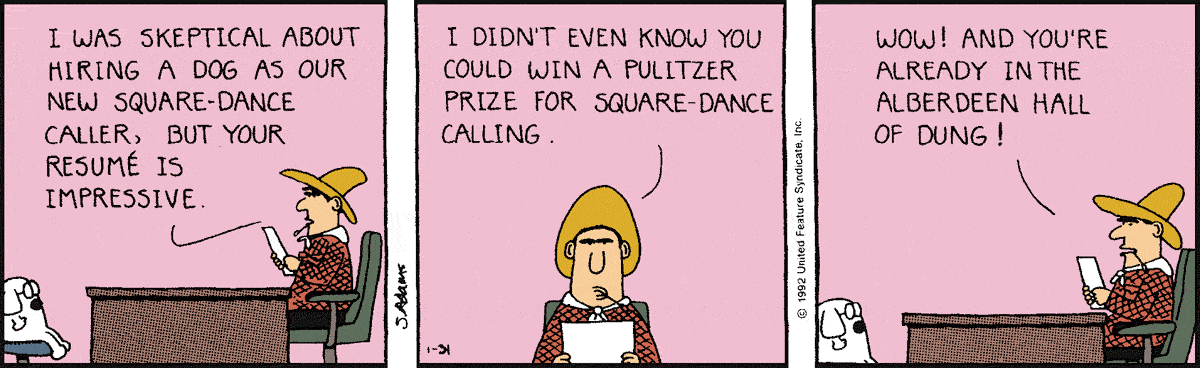 I WAS SKEPTICAL ABOUT
HIRING A DOG AS OUR
NEW SQUARE-DANCE
CALLER, BUT YOUR
RESUMÉ IS
IMPRESSIVE.
S. Adams
I DIDN'T EVEN KNOW YOU
COULD WIN A PULITZER
PRIZE FOR SQUARE-DANCE
CALLING.
1-31
© 1992 United Feature Syndicate, Inc.
WOW! AND YOU'RE
ALREADY IN THE
ALBERDEEN HALL
OF DUNG!